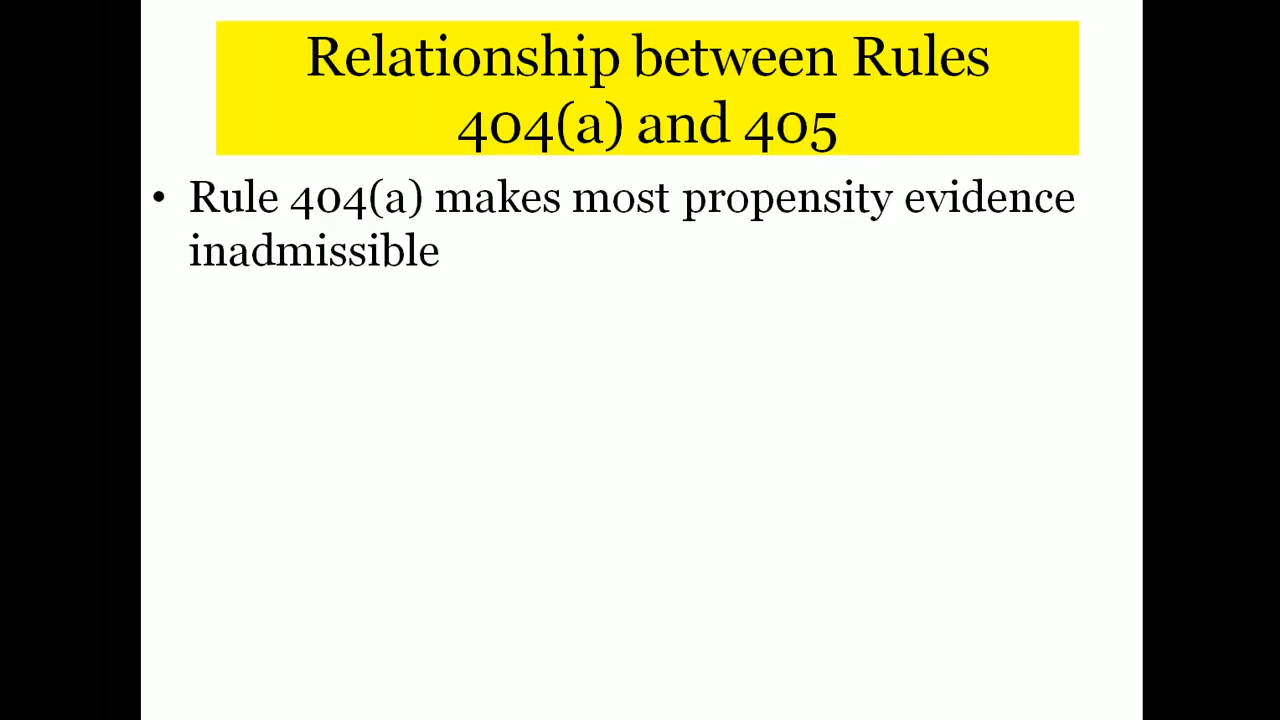 Relationship between Rules
404(a) and 405
• Rule 404(a) makes most propensity evidence
inadmissible